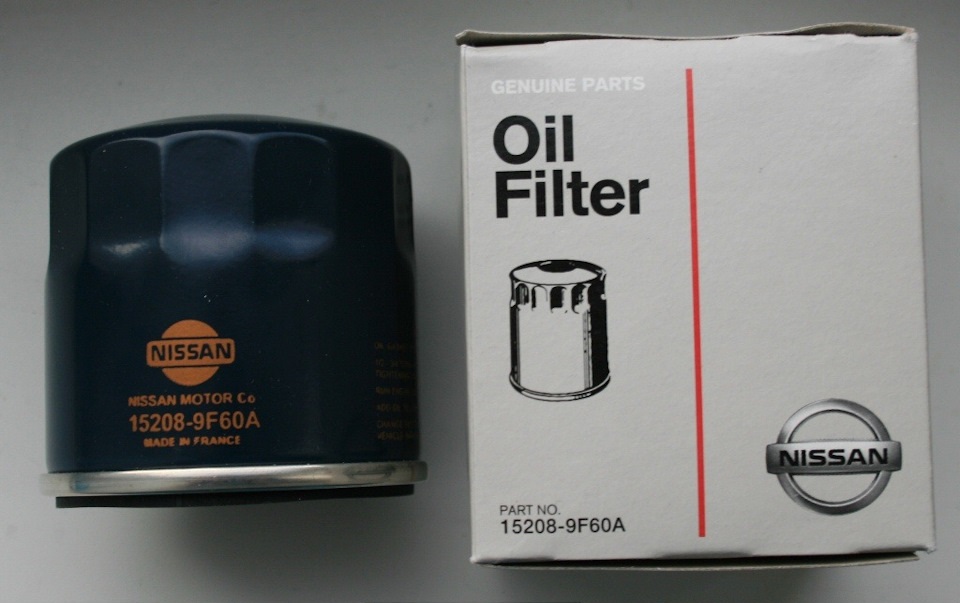 NISSAN
NISSAN MOTOR Co
15208-9F60A
MADE IN FRANCE
GENUINE PARTS
Oil
Filter
NISSAN
PART NO.
15208-9F60A